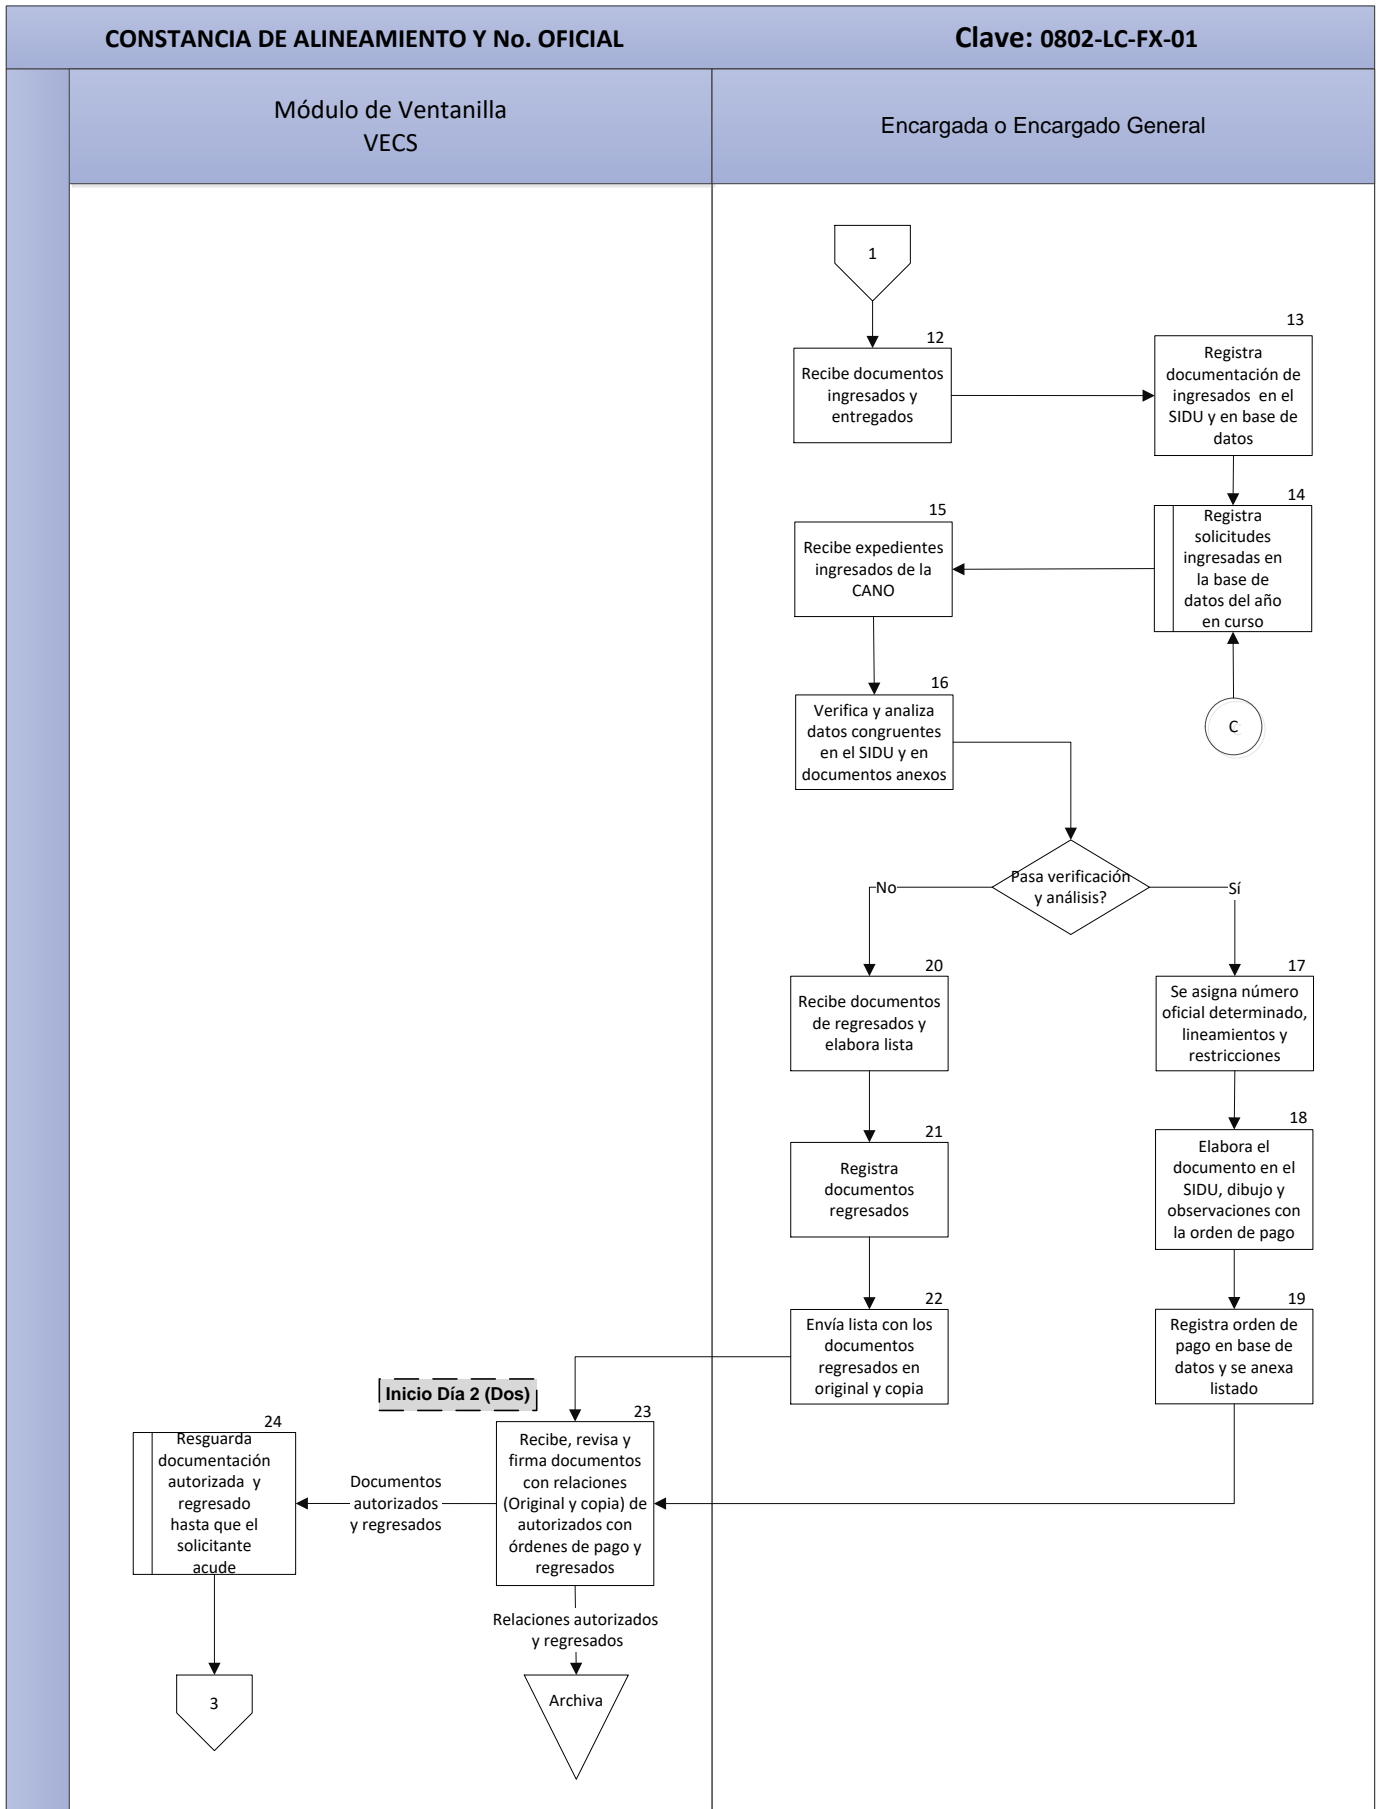 CONSTANCIA DE ALINEAMIENTO Y No. OFICIAL
Clave: 0802-LC-FX-01
Módulo de Ventanilla
VECS
Encargada o Encargado General
1
12
Recibe documentos
ingresados y
entregados
13
Registra
documentación de
ingresados en el
SIDU y en base de
datos
14
Registra
solicitudes
ingresadas en
la base de
datos del año
en curso
15
Recibe expedientes
ingresados de la
CANO
C
16
Verifica y analiza
datos congruentes
en el SIDU y en
documentos anexos
Pasa verificación
y análisis?
No
Sí
20
Recibe documentos
de regresados y
elabora lista
17
Se asigna número
oficial determinado,
lineamientos y
restricciones
21
Registra
documentos
regresados
18
Elabora el
documento en el
SIDU, dibujo y
observaciones con
la orden de pago
22
Envía lista con los
documentos
regresados en
original y copia
19
Registra orden de
pago en base de
datos y se anexa
listado
Inicio Día 2 (Dos)
23
Recibe, revisa y
firma documentos
con relaciones
(Original y copia) de
autorizados con
órdenes de pago y
regresados
Documentos
autorizados
y regresados
24
Resguarda
documentación
autorizada y
regresado
hasta que el
solicitante
acude
Relaciones autorizados
y regresados
3
Archiva